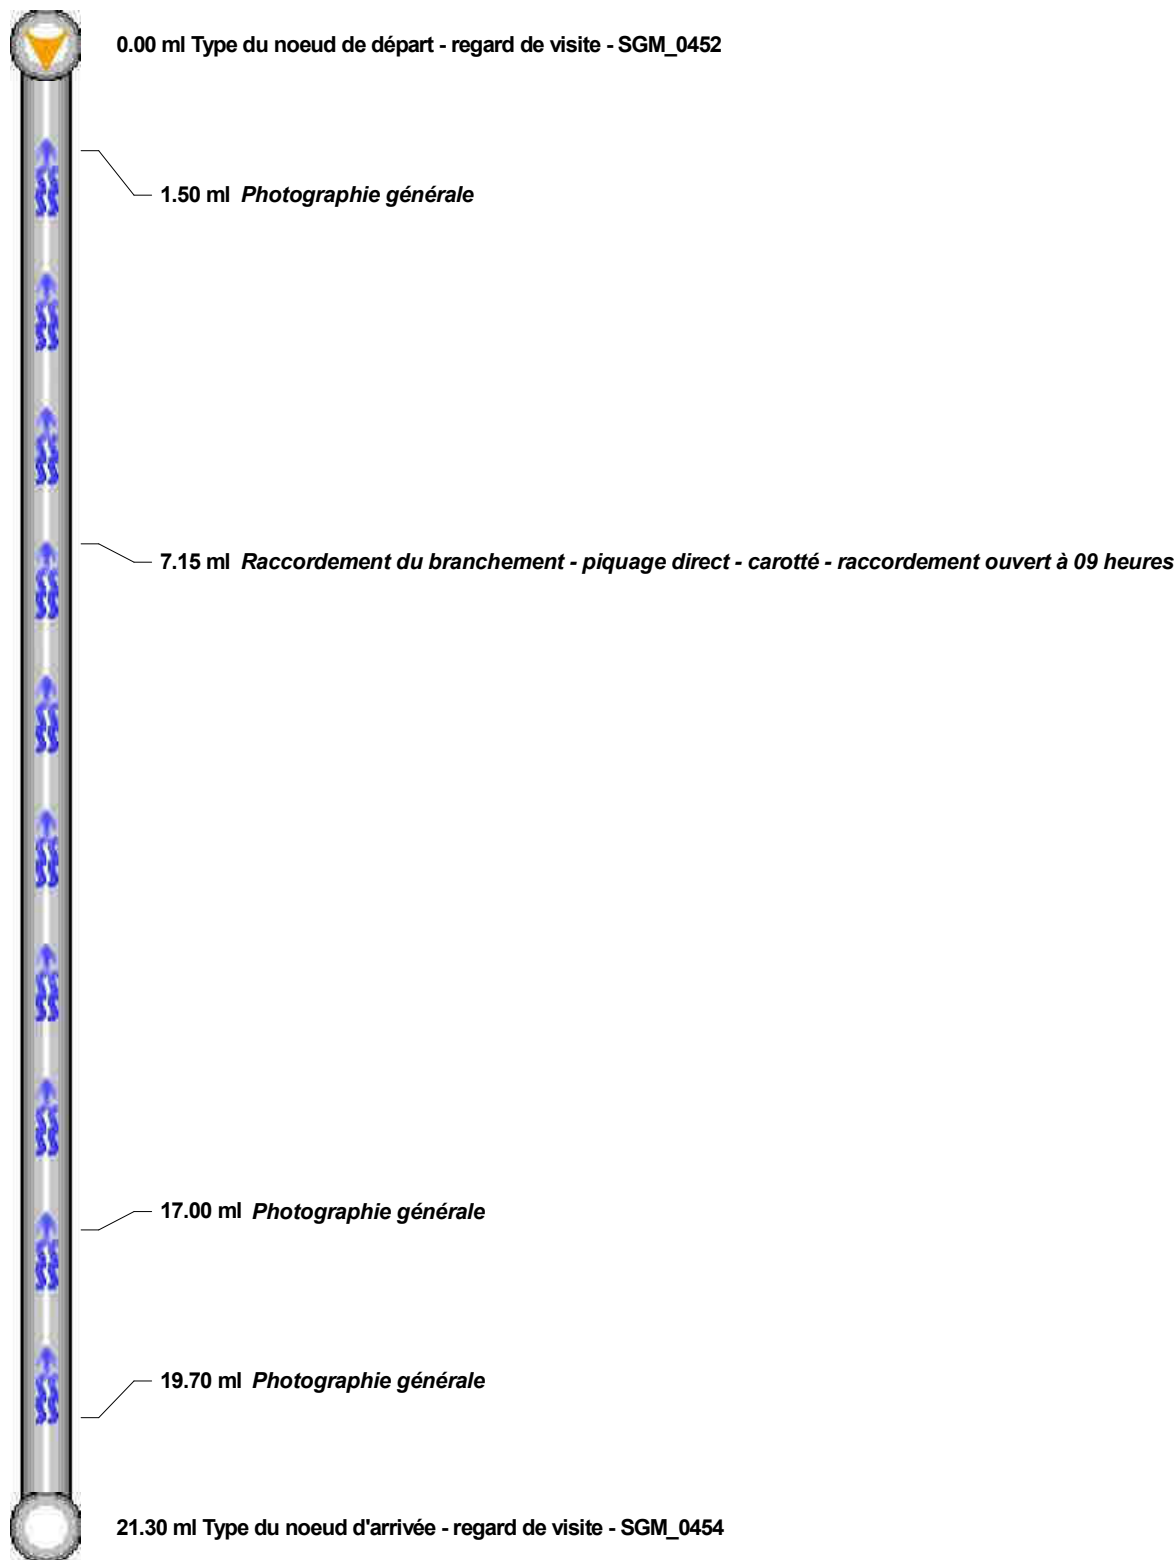 0.00 ml Type du noeud de départ - regard de visite - SGM_0452
1.50 ml Photographie générale
7.15 ml Raccordement du branchement - piquage direct - carotté - raccordement ouvert à 09 heures
17.00 ml Photographie générale
19.70 ml Photographie générale
21.30 ml Type du noeud d'arrivée - regard de visite - SGM_0454